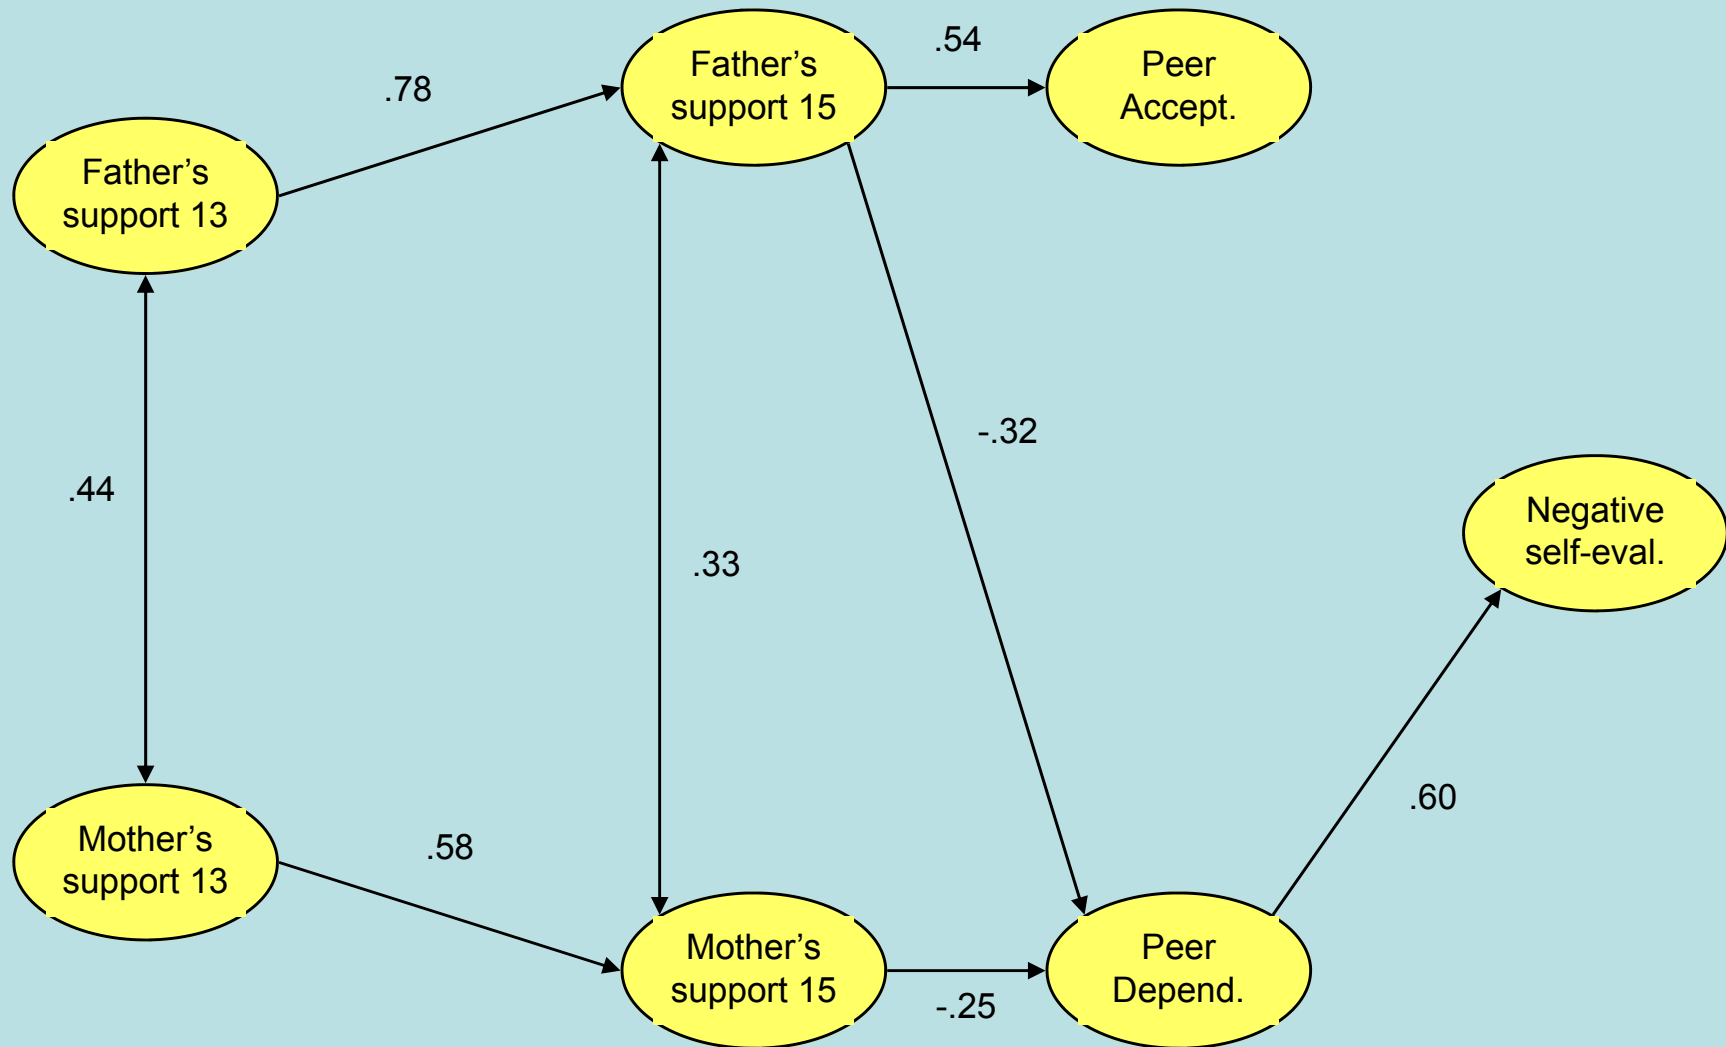 Father’s
support 15
.54
Peer
Accept.
.78
Father’s
support 13
-.32
.44
.33
Negative
self-eval.
.60
Mother’s
support 13
.58
Mother’s
support 15
-.25
Peer
Depend.